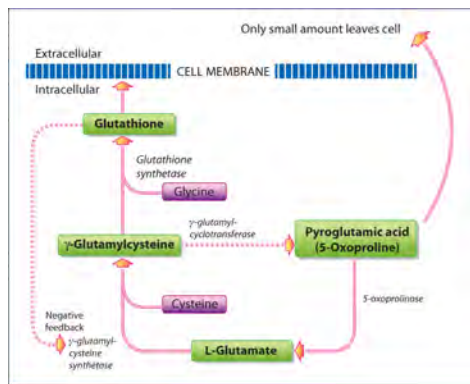 Only small amount leaves cell
Extracellular
CELL MEMBRANE
Intracellular
Glutathione
Glutathione
synthetase
Glycine
γ-glutamyl-
cyclotransferase
Pyroglutamic acid
(5-Oxoproline)
γ-Glutamylcysteine
Cysteine
5-oxoprolinase
Negative
feedback
γ-glutamyl-
cysteine
synthetase
L-Glutamate